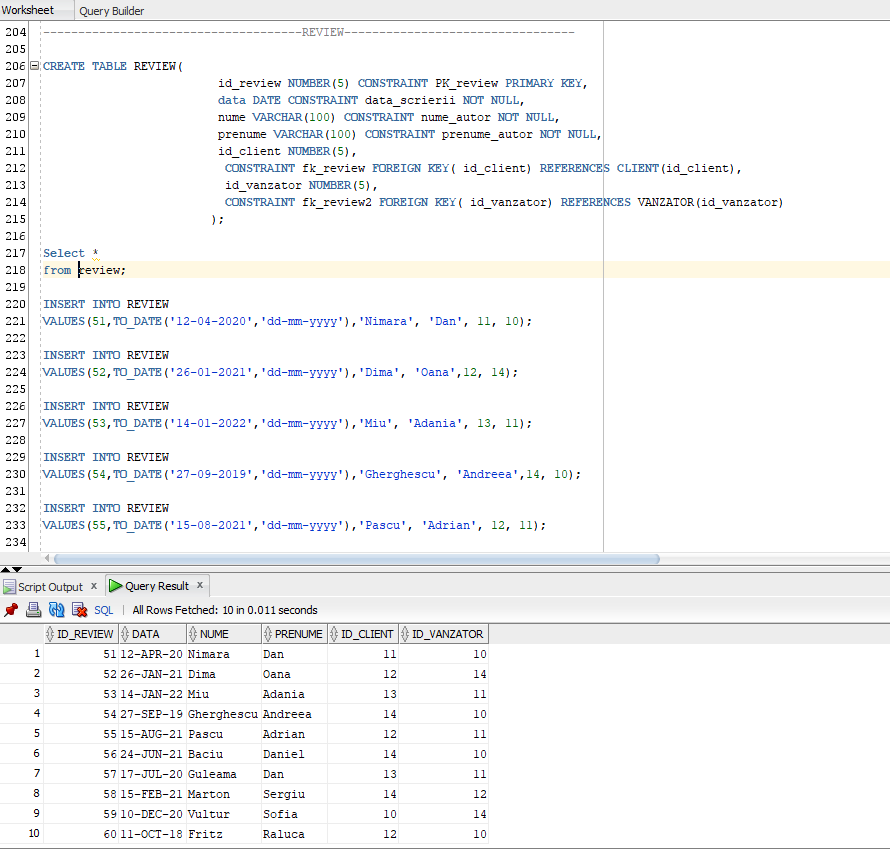 Worksheet Query Builder
204 -------------------------------------REVIEW---------------------------------
205
206 CREATE TABLE REVIEW(
207 id_review NUMBER(5) CONSTRAINT PK_review PRIMARY KEY,
208 data DATE CONSTRAINT data_scrierii NOT NULL,
209 nume VARCHAR(100) CONSTRAINT nume_autor NOT NULL,
210 prenume VARCHAR(100) CONSTRAINT prenume_autor NOT NULL,
211 id_client NUMBER(5),
212 CONSTRAINT fk_review FOREIGN KEY( id_client) REFERENCES CLIENT(id_client),
213 id_vanzator NUMBER(5),
214 CONSTRAINT fk_review2 FOREIGN KEY( id_vanzator) REFERENCES VANZATOR(id_vanzator)
215 );
216
217 Select *
218 from review;
219
220 INSERT INTO REVIEW
221 VALUES(51,TO_DATE('12-04-2020','dd-mm-yyyy'),'Nimara', 'Dan', 11, 10);
222
223 INSERT INTO REVIEW
224 VALUES(52,TO_DATE('26-01-2021','dd-mm-yyyy'),'Dima', 'Oana',12, 14);
225
226 INSERT INTO REVIEW
227 VALUES(53,TO_DATE('14-01-2022','dd-mm-yyyy'),'Miu', 'Adania', 13, 11);
228
229 INSERT INTO REVIEW
230 VALUES(54,TO_DATE('27-09-2019','dd-mm-yyyy'),'Gherghescu', 'Andreea',14, 10);
231
232 INSERT INTO REVIEW
233 VALUES(55,TO_DATE('15-08-2021','dd-mm-yyyy'),'Pascu', 'Adrian', 12, 11);
234
Script Output x Query Result x
SQL | All Rows Fetched: 10 in 0.011 seconds
ID_REVIEW DATA NUME PRENUME ID_CLIENT ID_VANZATOR
1 51 12-APR-20 Nimara Dan 11 10
2 52 26-JAN-21 Dima Oana 12 14
3 53 14-JAN-22 Miu Adania 13 11
4 54 27-SEP-19 Gherghescu Andreea 14 10
5 55 15-AUG-21 Pascu Adrian 12 11
6 56 24-JUN-21 Baciu Daniel 14 10
7 57 17-JUL-20 Guleama Dan 13 11
8 58 15-FEB-21 Marton Sergiu 14 12
9 59 10-DEC-20 Vultur Sofia 10 14
10 60 11-OCT-18 Fritz Raluca 12 10